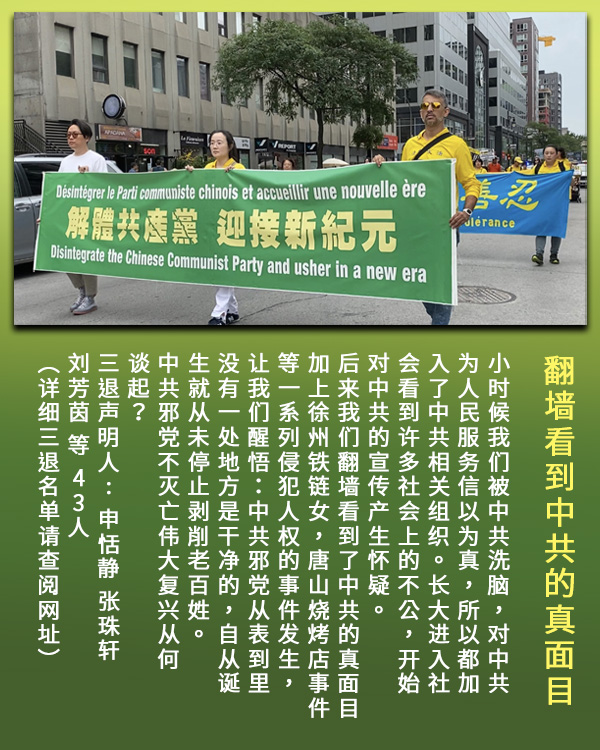 Désintégrer le Parti communiste chinois et accueillir une nouvelle ère
解體共產黨 迎接新紀元
Disintegrate the Chinese Communist Party and usher in a new era
善忍
olérance
VERYPORT
翻墙看到中共的真面目
小时候我们被中共洗脑，对中共
为人民服务信以为真，所以都加
入了中共相关组织。长大进入社
会看到许多社会上的不公，开始
对中共的宣传产生怀疑。
后来我们翻墙看到了中共的真面目
加上徐州铁链女，唐山烧烤店事件
等一系列侵犯人权的事件发生，
让我们醒悟：中共邪党从表到里
没有一处地方是干净的，自从诞
生就从未停止剥削老百姓。
中共邪党不灭亡伟大复兴从何
谈起？
三退声明人：申恬静 张珠轩
刘芳茵 等 43人
（详细三退名单请查阅网址）